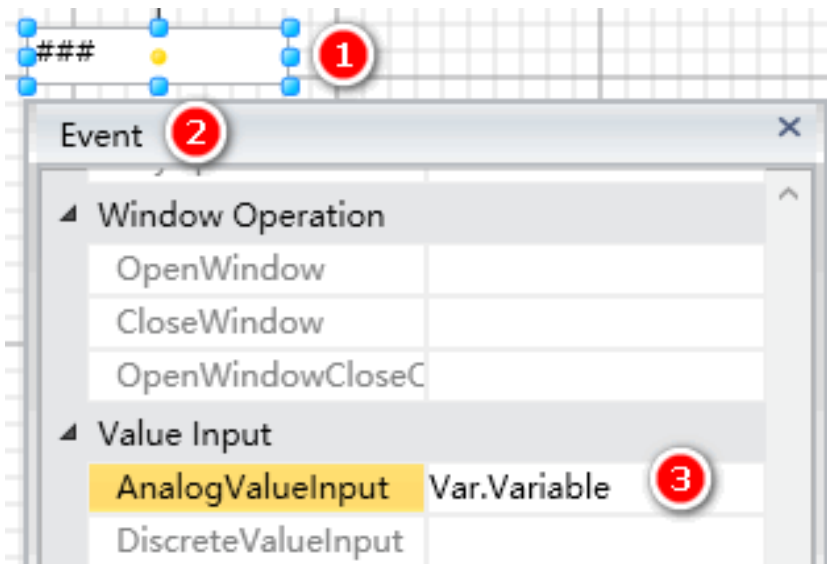 ###
1
Event 2
Window Operation
OpenWindow
CloseWindow
OpenWindowCloseC
Value Input
AnalogValueInput Var.Variable 3
DiscreteValueInput